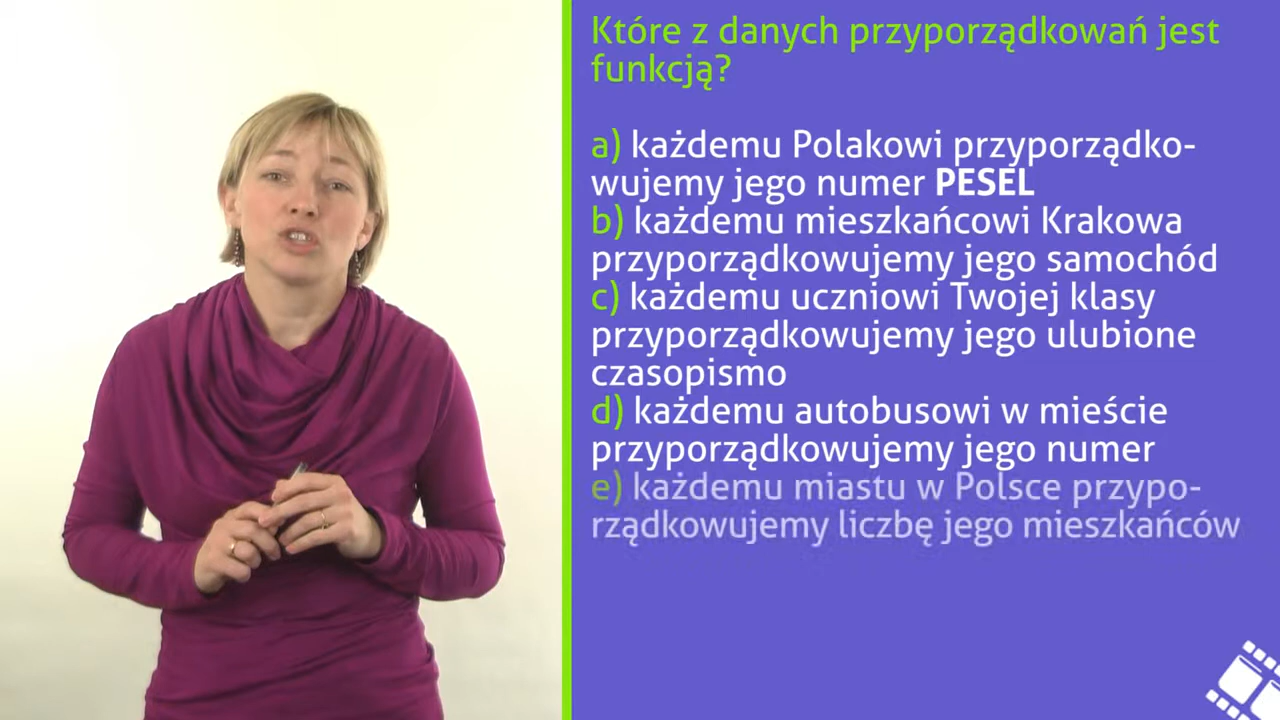 Które z danych przyporządkowań jest
funkcją?
a) każdemu Polakowi przyporządko-
wujemy jego numer PESEL
b) każdemu mieszkańcowi Krakowa
przyporządkowujemy jego samochód
c) każdemu uczniowi Twojej klasy
przyporządkowujemy jego ulubione
czasopismo
d) każdemu autobusowi w mieście
przyporządkowujemy jego numer
e) każdemu miastu w Polsce przypo-
rządkowujemy liczbę jego mieszkańców